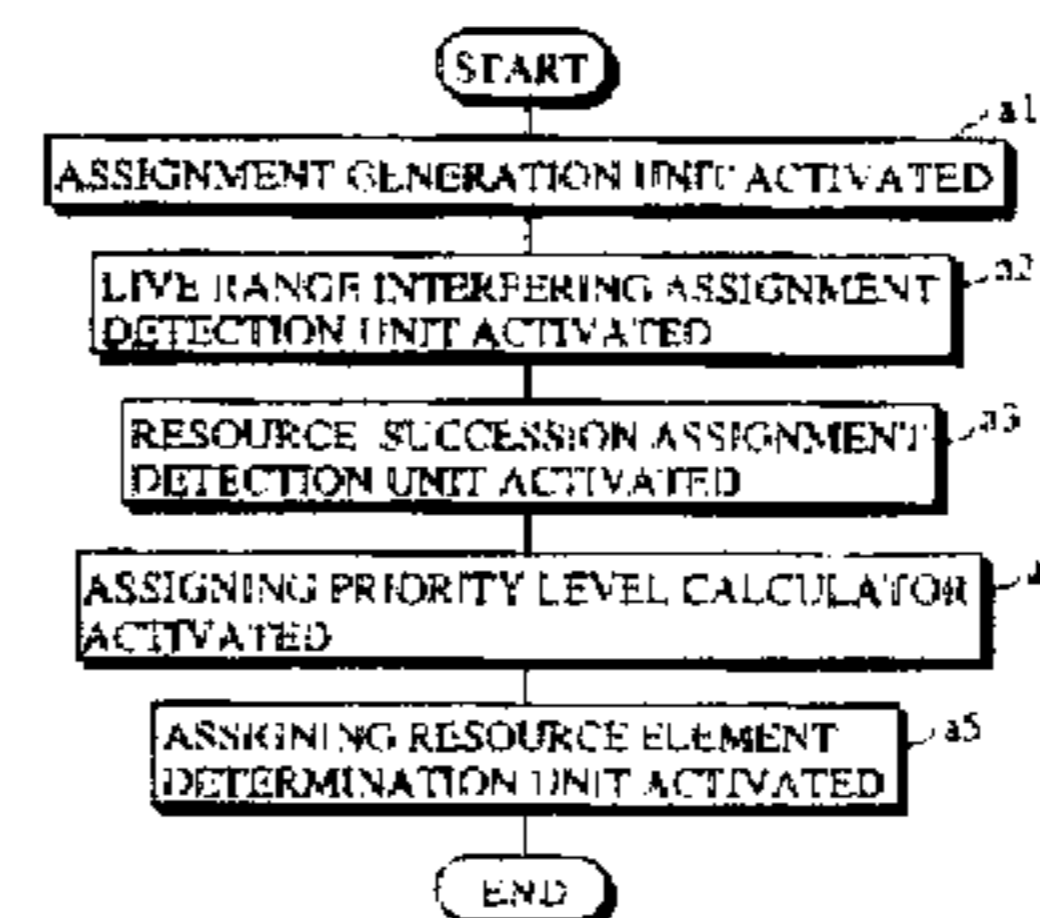 START
a1
ASSIGNMENT GENERATION UNIT ACTIVATED
a2
LIVE RANGE INTERFERING ASSIGNMENT
DETECTION UNIT ACTIVATED
a3
RESOURCE SUCCESSION ASSIGNMENT
DETECTION UNIT ACTIVATED
ASSIGNING PRIORITY LEVEL CALCULATOR
ACTIVATED
a5
ASSIGNING RESOURCE ELEMENT
DETERMINATION UNIT ACTIVATED
END